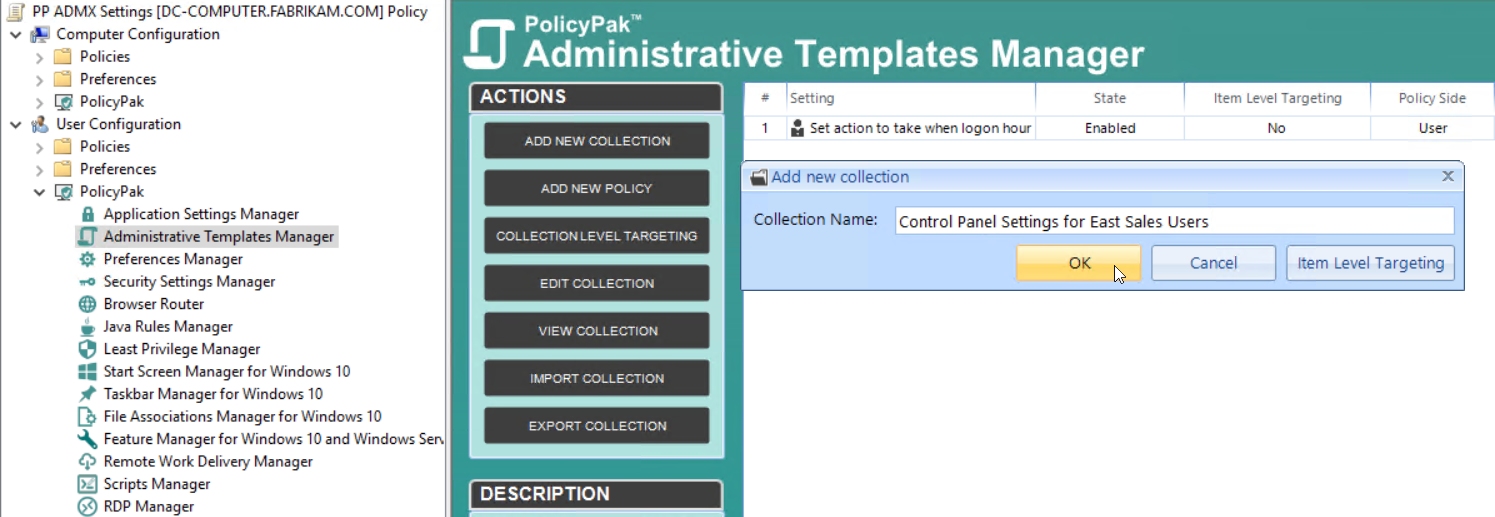 PP ADMX Settings [DC-COMPUTER.FABRIKAM.COM] Policy
Computer Configuration
Policies
Preferences
PolicyPak
User Configuration
Policies
Preferences
PolicyPak
Application Settings Manager
Administrative Templates Manager
Preferences Manager
Security Settings Manager
Browser Router
Java Rules Manager
Least Privilege Manager
Start Screen Manager for Windows 10
Taskbar Manager for Windows 10
File Associations Manager for Windows 10
Feature Manager for Windows 10 and Windows Serv
Remote Work Delivery Manager
Scripts Manager
RDP Manager
PolicyPak™
Administrative Templates Manager
ACTIONS
ADD NEW COLLECTION
ADD NEW POLICY
COLLECTION LEVEL TARGETING
EDIT COLLECTION
VIEW COLLECTION
IMPORT COLLECTION
EXPORT COLLECTION
DESCRIPTION
# Setting State Item Level Targeting Policy Side
1 Set action to take when logon hour Enabled No User
Add new collection
Collection Name: Control Panel Settings for East Sales Users
OK Cancel Item Level Targeting